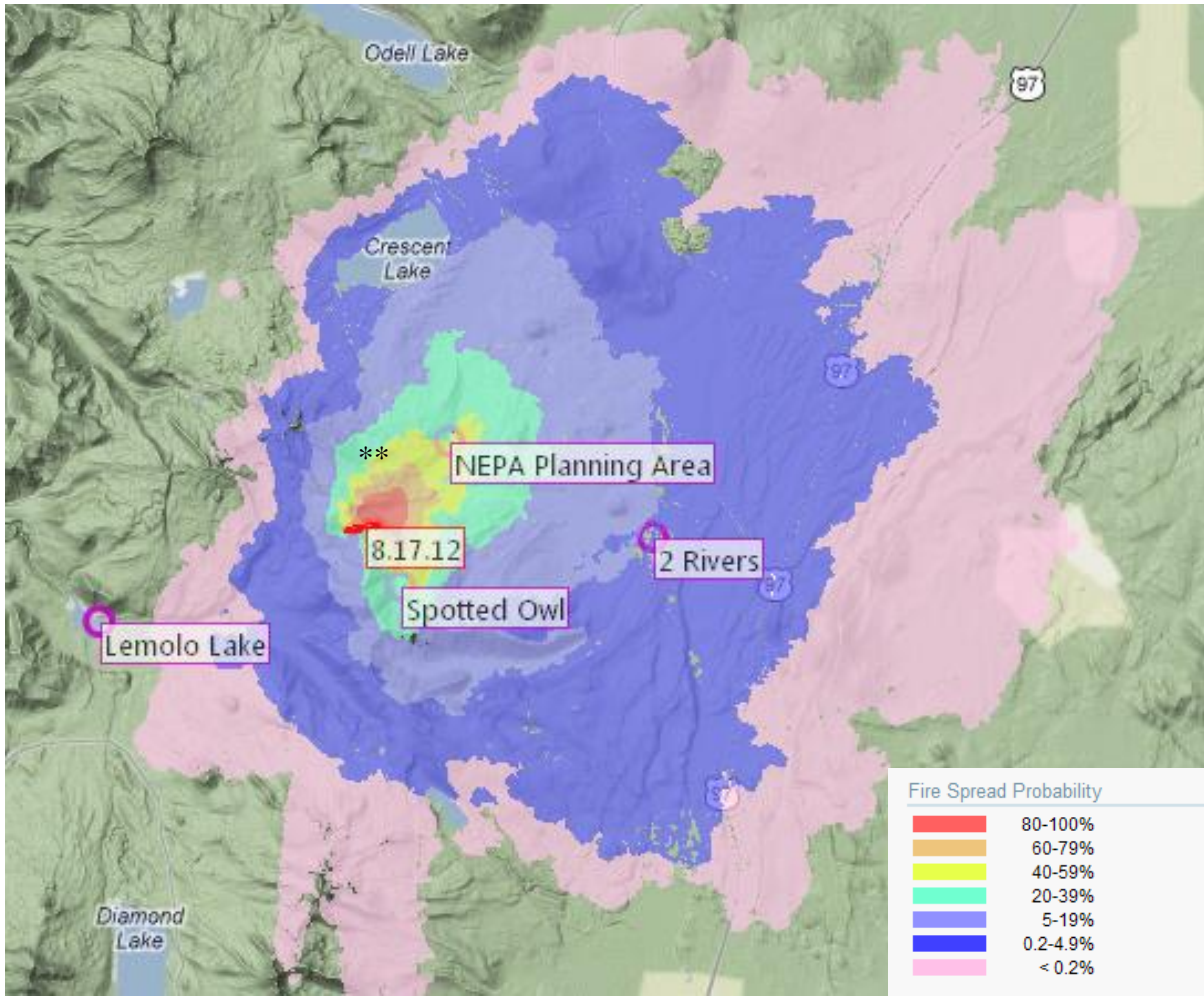 Odell Lake
97
Crescent
Lake
97
**
NEPA Planning Area
8.17.12
2 Rivers
97
Spotted Owl
Lemolo Lake
97
Diamond
Lake
Fire Spread Probability
80-100%
60-79%
40-59%
20-39%
5-19%
0.2-4.9%
< 0.2%